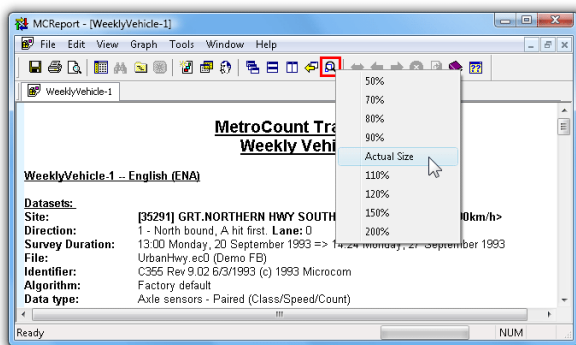 MCReport - [WeeklyVehicle-1]
File Edit View Graph Tools Window Help
WeeklyVehicle-1
50%
70%
80%
90%
Actual Size
110%
120%
150%
200%
MetroCount Tra
Weekly Vehi
WeeklyVehicle-1 -- English (ENA)
Datasets:
Site: [35291] GRT.NORTHERN HWY SOUTH 0km/h>
Direction: 1 - North bound, A hit first. Lane: 0
Survey Duration: 13:00 Monday, 20 September 1993 => 14:24 Monday, 27 September 1993
File: UrbanHwy.ec0 (Demo FB)
Identifier: C355 Rev 9.02 6/3/1993 (c) 1993 Microcom
Algorithm: Factory default
Data type: Axle sensors - Paired (Class/Speed/Count)
Ready NUM